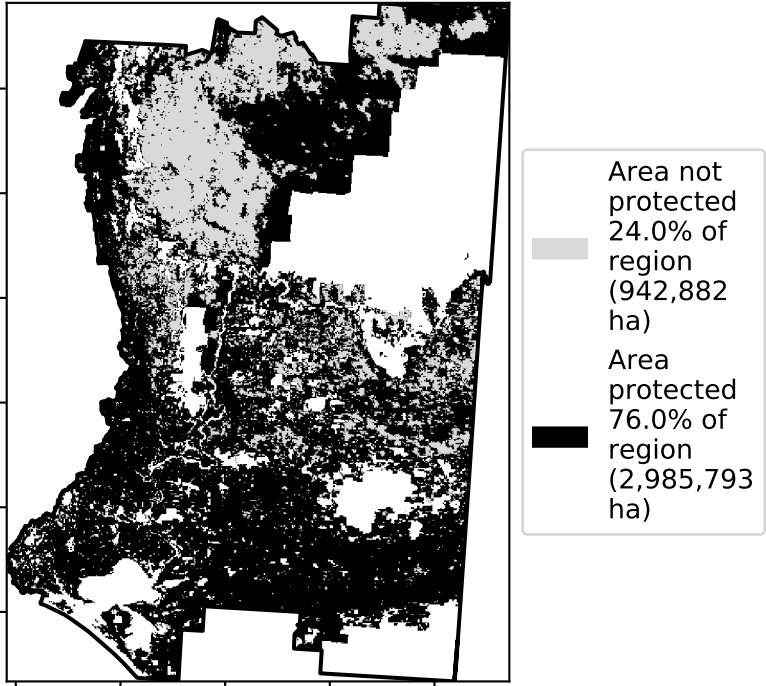 Area not
protected
24.0% of
region
(942,882
ha)
Area
protected
76.0% of
region
(2,985,793
ha)